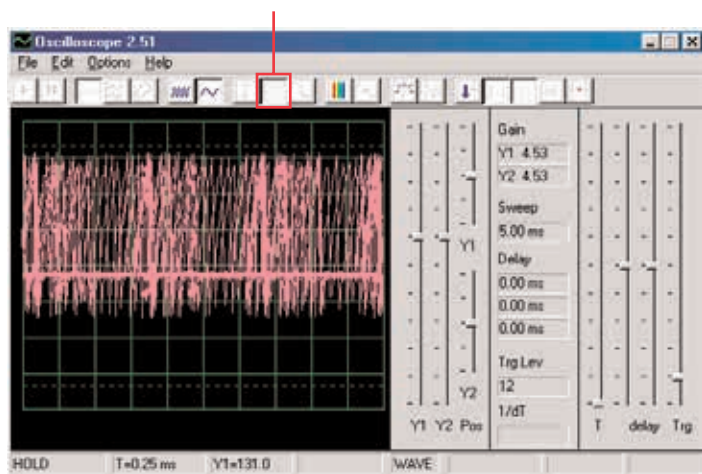 Oscilloscope 2.51
File Edit Options Help
Gain
Y1 4.53
Y2 4.53
Sweep
5.00 ms
Y1
Delay
0.00 ms
0.00 ms
0.00 ms
Trg Lev
12
Y2
1/dT
Y1 Y2 Pos
T delay Trg
HOLD T=0.25 ms Y1=131.0 WAVE